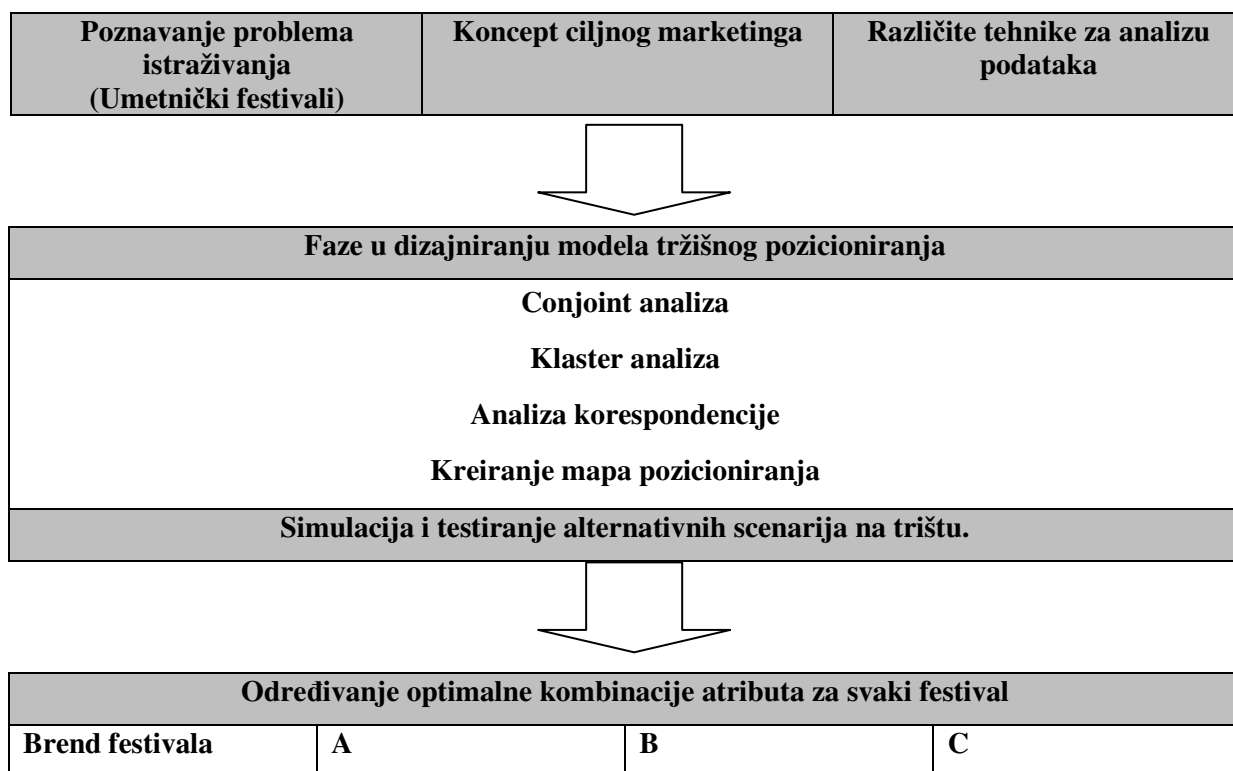 Poznavanje problema
istraživanja
(Umetnički festivali)
Koncept ciljnog marketinga
Različite tehnike za analizu
podataka
Faze u dizajniranju modela tržišnog pozicioniranja
Conjoint analiza
Klaster analiza
Analiza korespondencije
Kreiranje mapa pozicioniranja
Simulacija i testiranje alternativnih scenarija na trištu.
Određivanje optimalne kombinacije atributa za svaki festival
Brend festivala
A
B
C